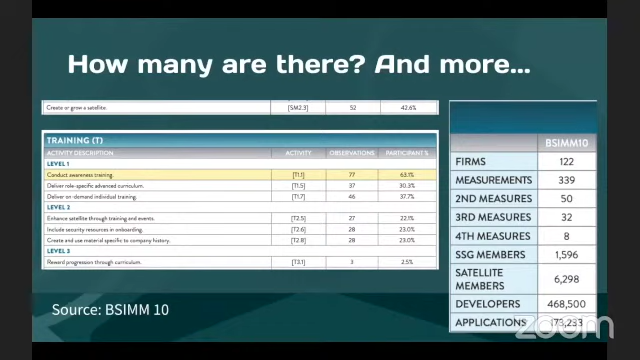 How many are there? And more...
Create or grow a satellite. [SM2.3] 52 42.6%
TRAINING (T)
ACTIVITY DESCRIPTION ACTIVITY OBSERVATIONS PARTICIPANT %
LEVEL 1
Conduct awareness training. [T1.1] 77 63.1%
Deliver role-specific advanced curriculum. [T1.5] 37 30.3%
Deliver on-demand individual training. [T1.7] 46 37.7%
LEVEL 2
Enhance satellite through training and events. [T2.5] 27 22.1%
Include security resources in onboarding. [T2.6] 28 23.0%
Create and use material specific to company history. [T2.8] 28 23.0%
LEVEL 3
Reward progression through curriculum. [T3.1] 3 2.5%
BSIMM10
FIRMS 122
MEASUREMENTS 339
2ND MEASURES 50
3RD MEASURES 32
4TH MEASURES 8
SSG MEMBERS 1,596
SATELLITE
MEMBERS 6,298
DEVELOPERS 468,500
APPLICATIONS 173,233
Source: BSIMM 10
zoom